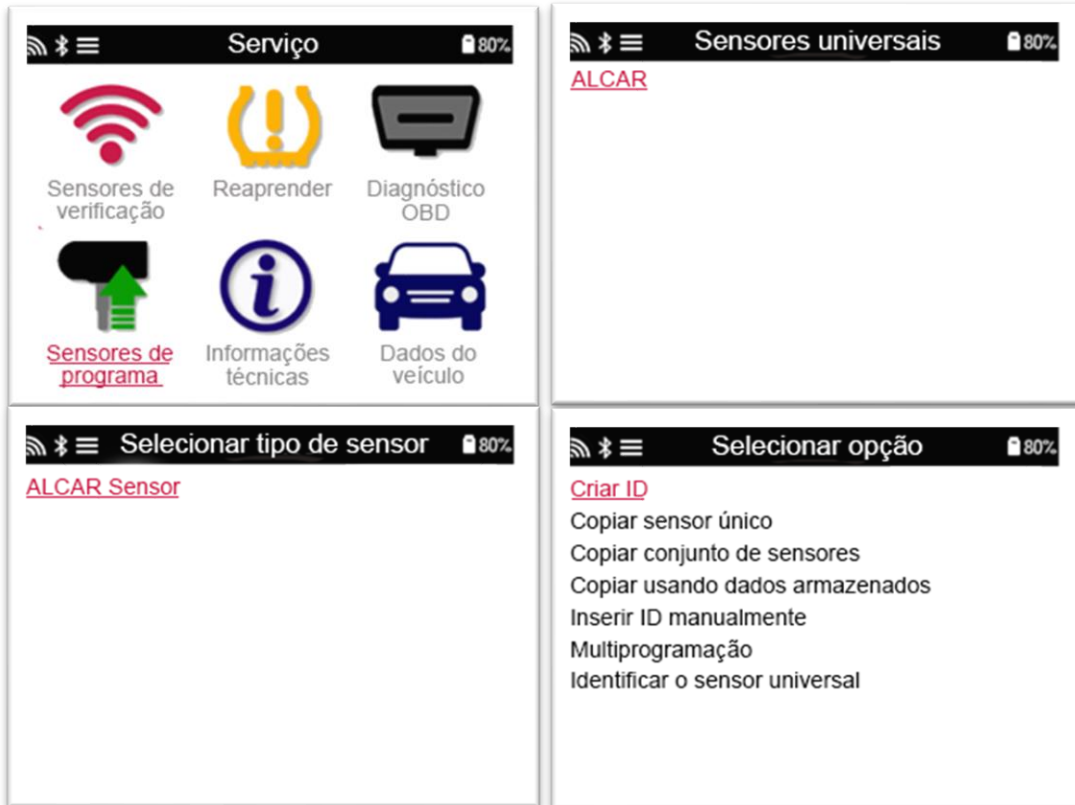 Serviço
80%
Sensores de
verificação
Reaprender
Diagnóstico
OBD
Sensores de
programa
Informações
técnicas
Dados do
veículo
Sensores universais
80%
ALCAR
Selecionar tipo de sensor
80%
ALCAR Sensor
Selecionar opção
80%
Criar ID
Copiar sensor único
Copiar conjunto de sensores
Copiar usando dados armazenados
Inserir ID manualmente
Multiprogramação
Identificar o sensor universal